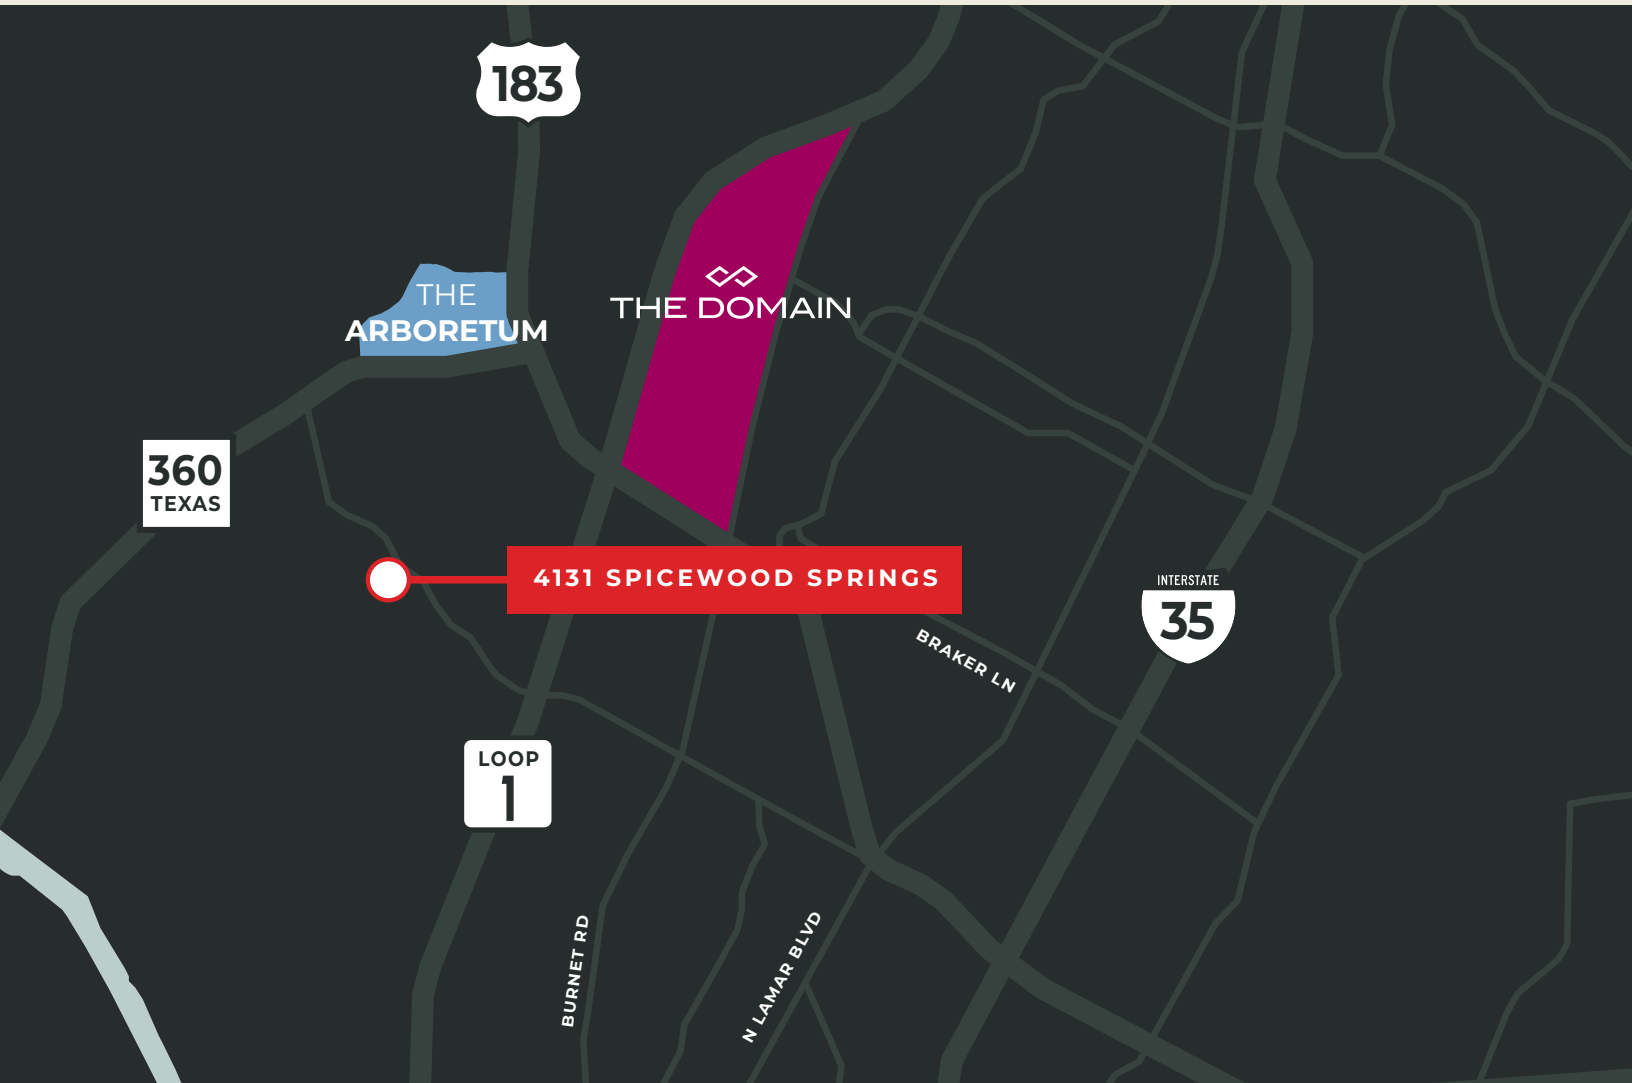 183
THE
ARBORETUM
THE DOMAIN
360
TEXAS
4131 SPICEWOOD SPRINGS
INTERSTATE
35
BRAKER LN
LOOP
1
BURNET RD
N LAMAR BLVD